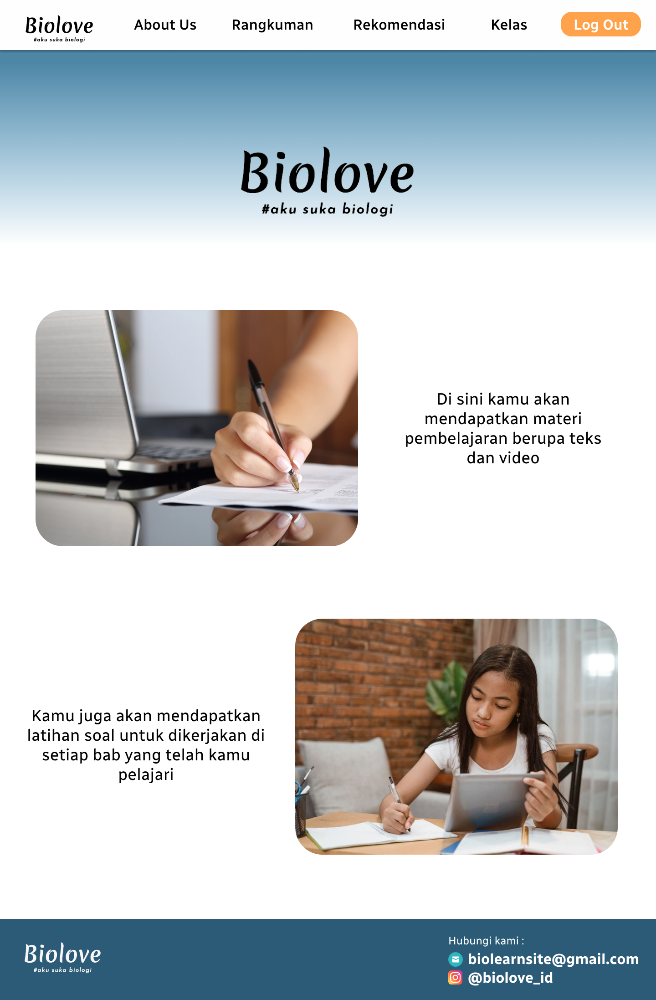 Biolove
#aku suka biologi
About Us
Rangkuman
Rekomendasi
Kelas
Log Out
Biolove
#aku suka biologi
Di sini kamu akan
mendapatkan materi
pembelajaran berupa teks
dan video
Kamu juga akan mendapatkan
latihan soal untuk dikerjakan di
setiap bab yang telah kamu
pelajari
Biolove
#aku suka biologi
Hubungi kami :
biolearnsite@gmail.com
@biolove_id